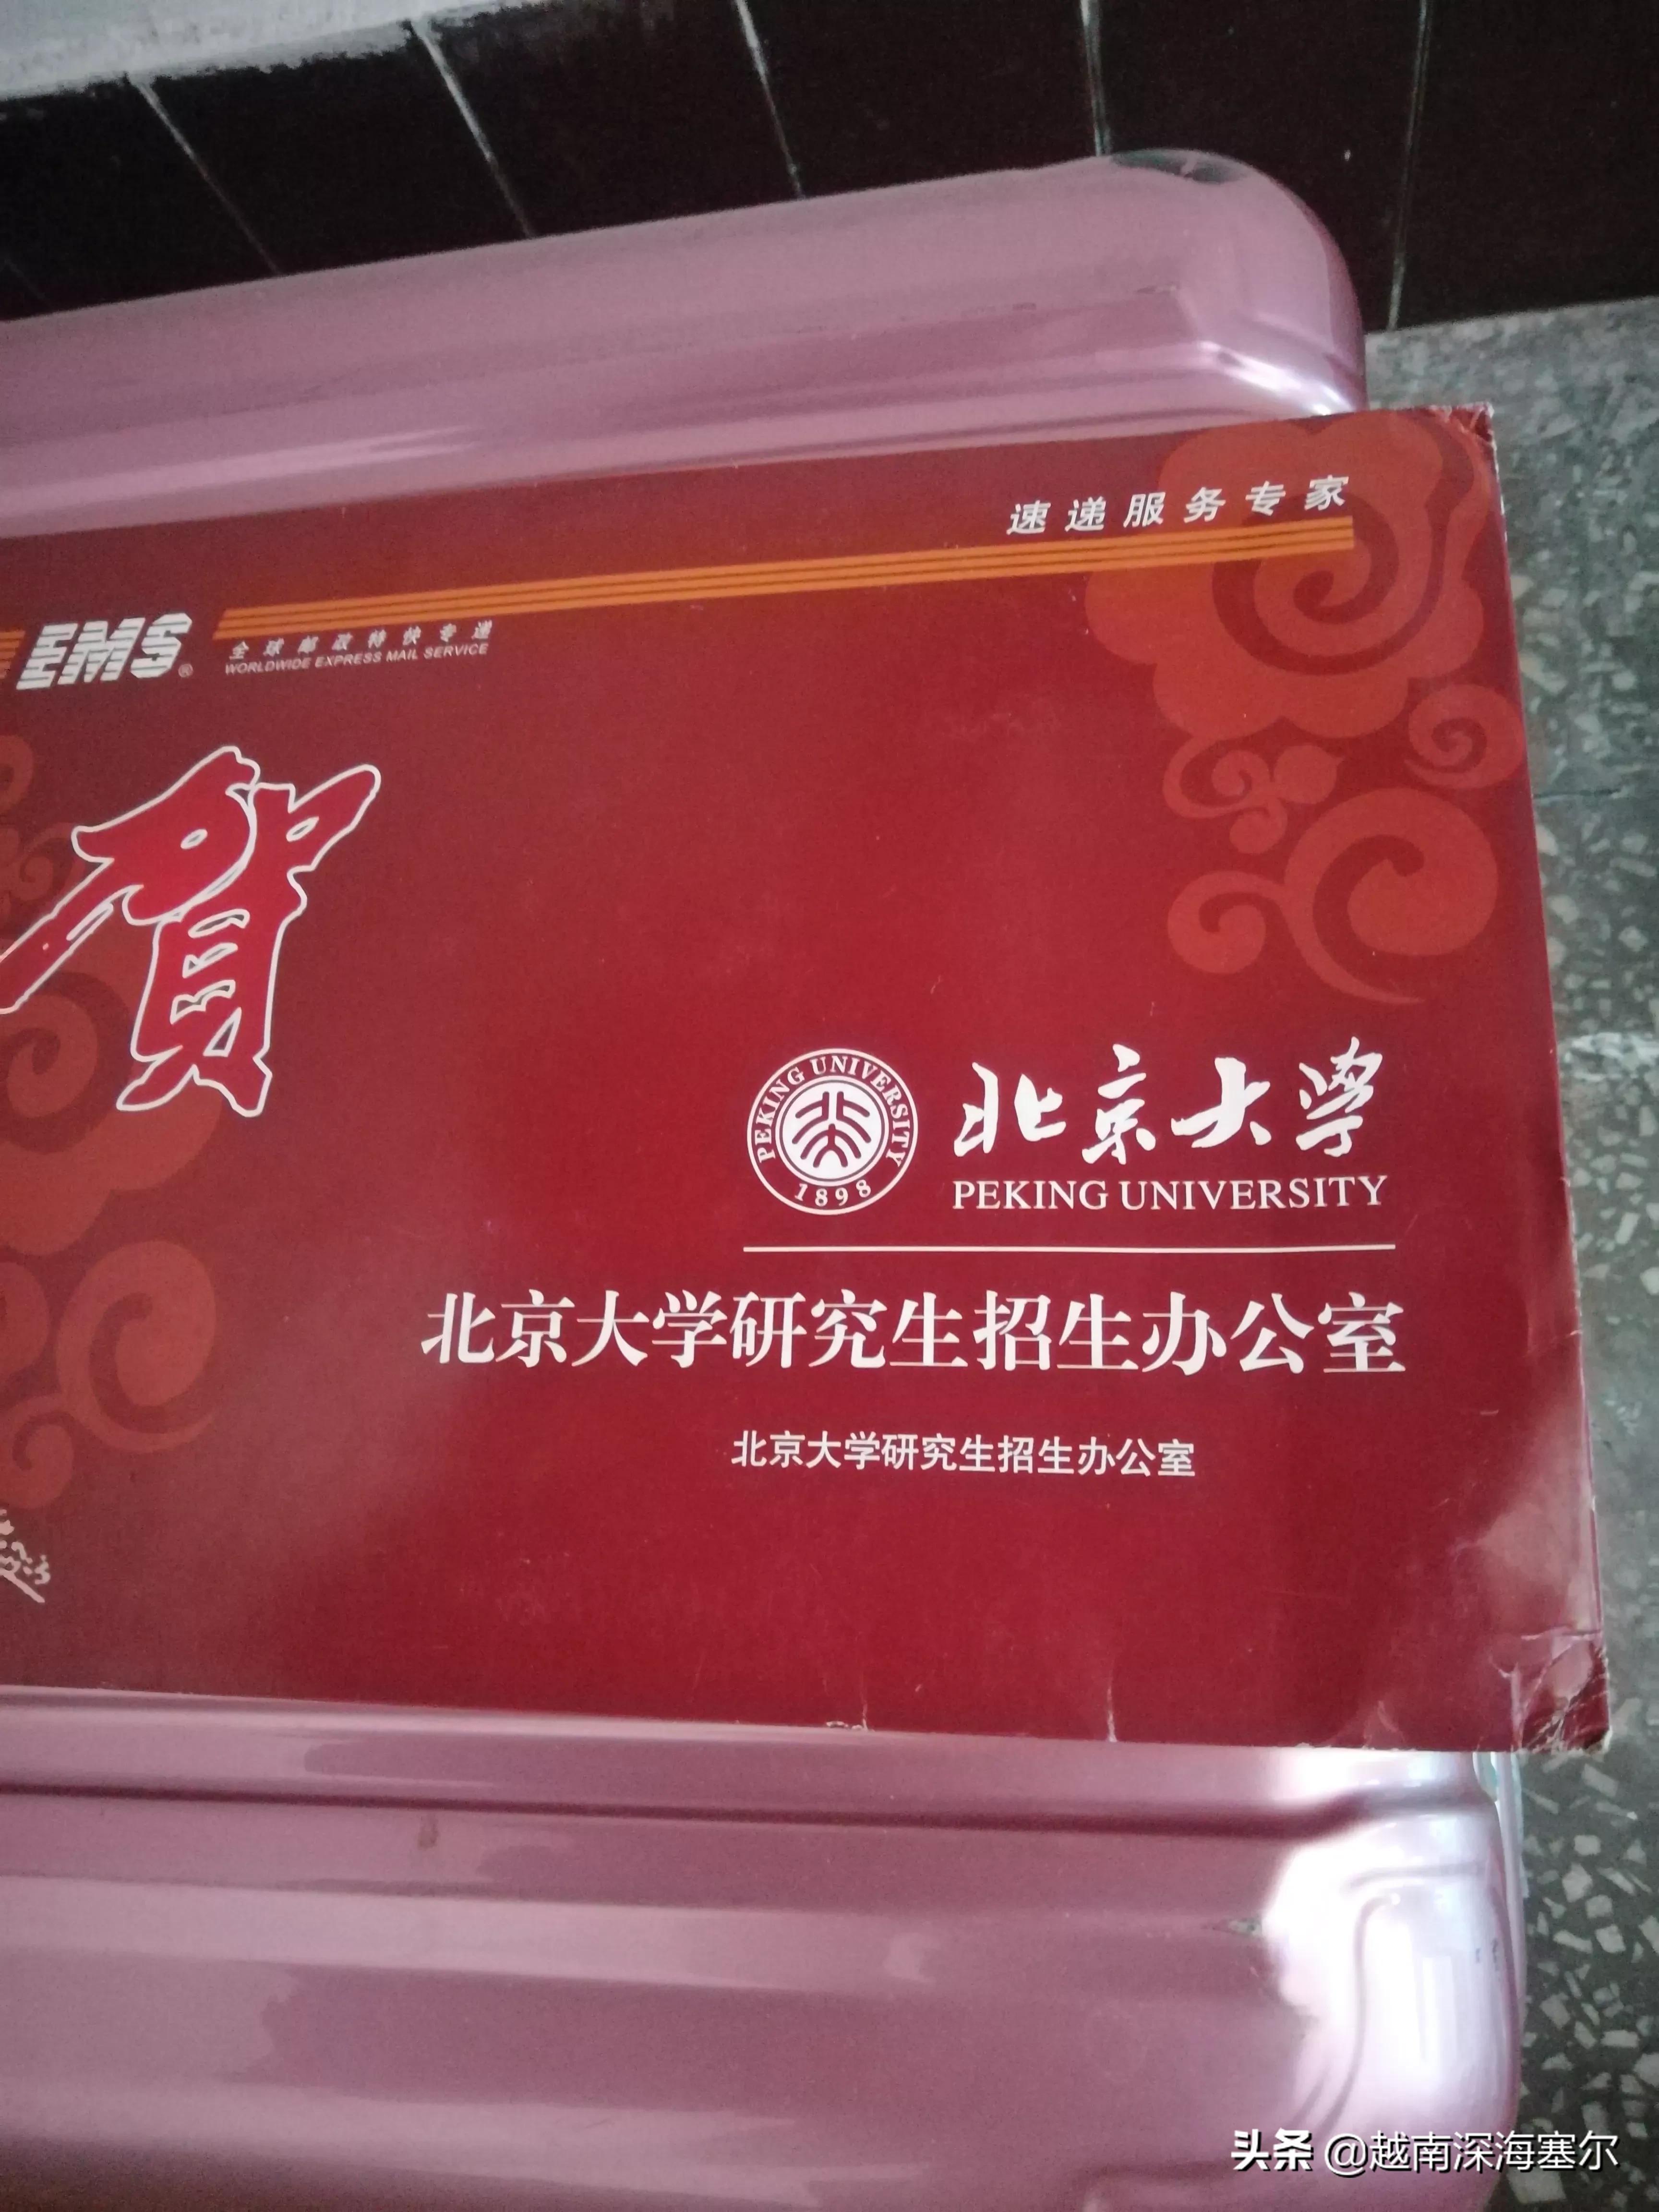 速递服务专家
EMS®
全球邮政特快专递
WORLDWIDE EXPRESS MAIL SERVICE
贺
PEKING UNIVERSITY
1898
北京大学
PEKING UNIVERSITY
北京大学研究生招生办公室
北京大学研究生招生办公室
头条 @越南深海塞尔